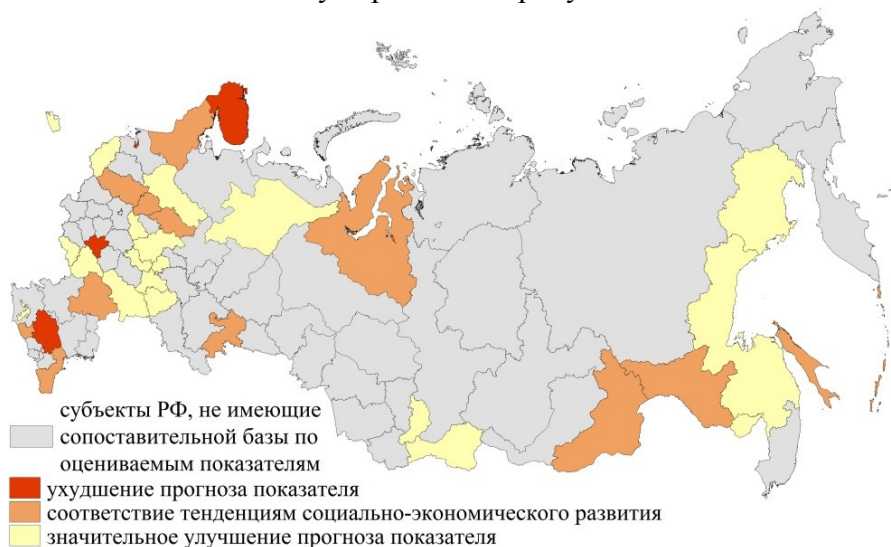 субъекты РФ, не имеющие
сопоставительной базы по
оцениваемым показателям
ухудшение прогноза показателя
соответствие тенденциям социально-экономического развития
значительное улучшение прогноза показателя